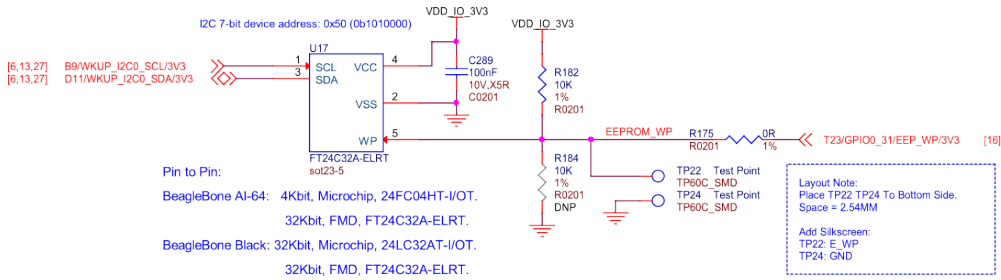 I2C 7-bit device address: 0x50 (0b1010000)
VDD_IO_3V3
VDD_IO_3V3
U17
[6,13,27] B9/WKUP_I2C0_SCL/3V3
[6,13,27] D11/WKUP_I2C0_SDA/3V3
1 SCL
3 SDA
VCC 4
VSS 2
WP 5
FT24C32A-ELRT
sot23-5
C289
100nF
10V,X5R
C0201
R182
10K
1%
R0201
EEPROM_WP
R175 0R
R0201 1%
T23/GPIO0_31/EEP_WP/3V3 [16]
R184
10K
1%
R0201
DNP
TP22 Test Point
TP60C_SMD
TP24 Test Point
TP60C_SMD
Layout Note:
Place TP22 TP24 To Bottom Side.
Space = 2.54MM
Add Silkscreen:
TP22: E_WP
TP24: GND
Pin to Pin:
BeagleBone AI-64: 4Kbit, Microchip, 24FC04HT-I/OT.
32Kbit, FMD, FT24C32A-ELRT.
BeagleBone Black: 32Kbit, Microchip, 24LC32AT-I/OT.
32Kbit, FMD, FT24C32A-ELRT.